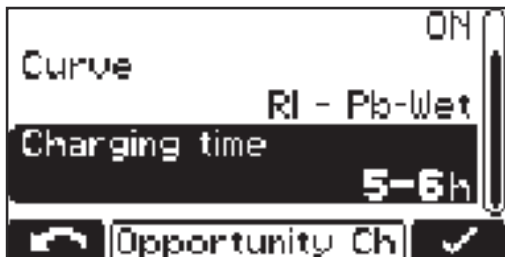 ON
Curve
RI - Pb-Wet
Charging time
5-6h
Opportunity Ch